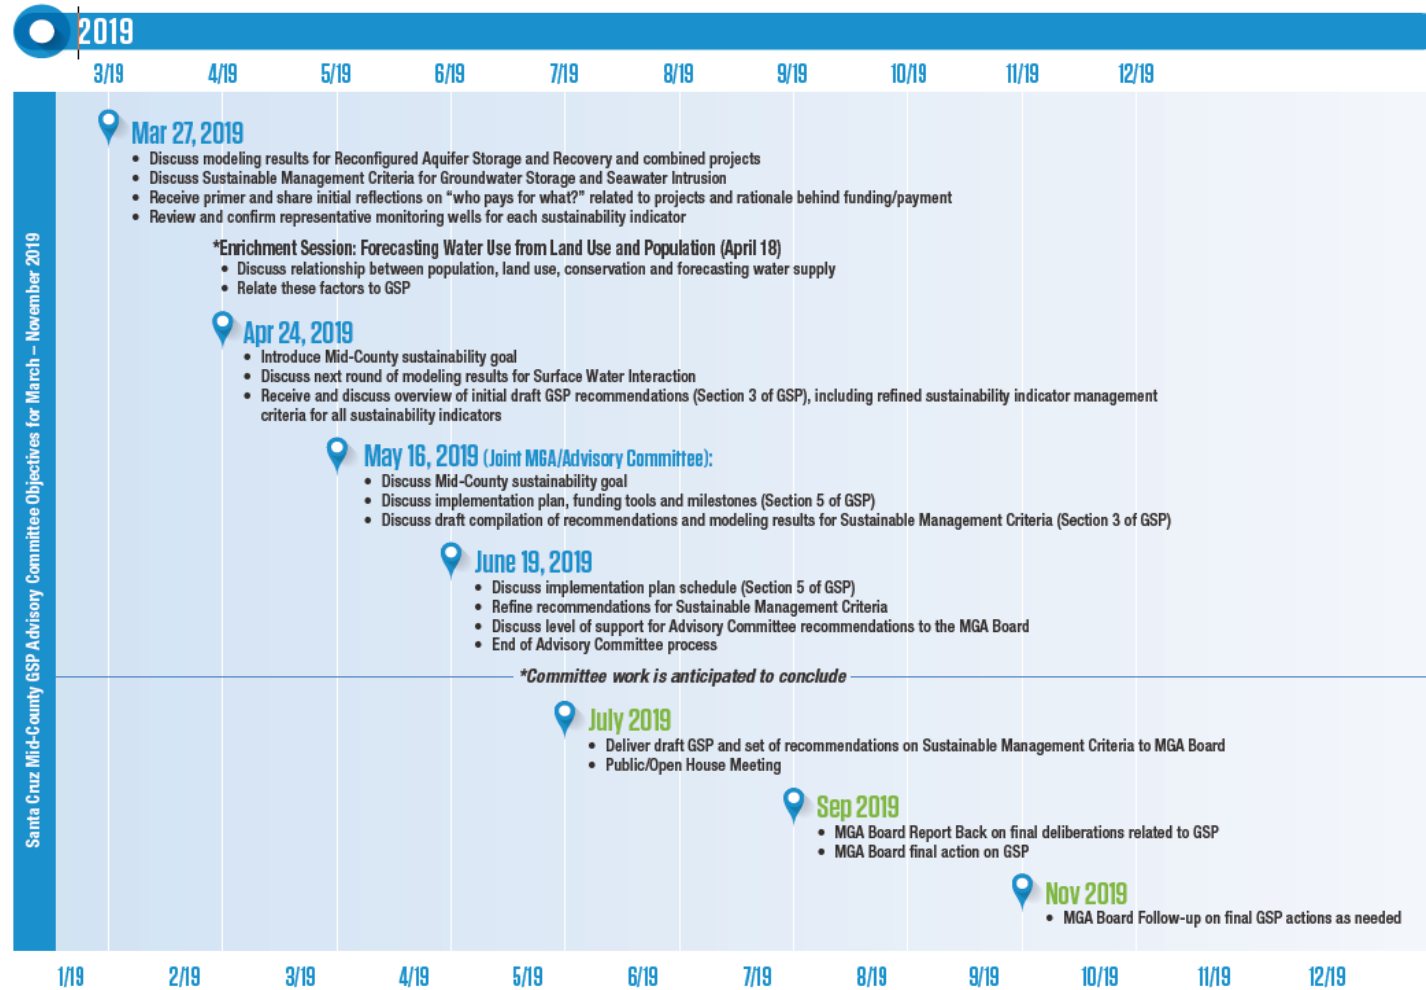 2019
3/19 4/19 5/19 6/19 7/19 8/19 9/19 10/19 11/19 12/19
Santa Cruz Mid-County GSP Advisory Committee Objectives for March – November 2019
Mar 27, 2019
• Discuss modeling results for Reconfigured Aquifer Storage and Recovery and combined projects
• Discuss Sustainable Management Criteria for Groundwater Storage and Seawater Intrusion
• Receive primer and share initial reflections on “who pays for what?” related to projects and rationale behind funding/payment
• Review and confirm representative monitoring wells for each sustainability indicator
*Enrichment Session: Forecasting Water Use from Land Use and Population (April 18)
• Discuss relationship between population, land use, conservation and forecasting water supply
• Relate these factors to GSP
Apr 24, 2019
• Introduce Mid-County sustainability goal
• Discuss next round of modeling results for Surface Water Interaction
• Receive and discuss overview of initial draft GSP recommendations (Section 3 of GSP), including refined sustainability indicator management
criteria for all sustainability indicators
May 16, 2019 (Joint MGA/Advisory Committee):
• Discuss Mid-County sustainability goal
• Discuss implementation plan, funding tools and milestones (Section 5 of GSP)
• Discuss draft compilation of recommendations and modeling results for Sustainable Management Criteria (Section 3 of GSP)
June 19, 2019
• Discuss implementation plan schedule (Section 5 of GSP)
• Refine recommendations for Sustainable Management Criteria
• Discuss level of support for Advisory Committee recommendations to the MGA Board
• End of Advisory Committee process
*Committee work is anticipated to conclude
July 2019
• Deliver draft GSP and set of recommendations on Sustainable Management Criteria to MGA Board
• Public/Open House Meeting
Sep 2019
• MGA Board Report Back on final deliberations related to GSP
• MGA Board final action on GSP
Nov 2019
• MGA Board Follow-up on final GSP actions as needed
1/19 2/19 3/19 4/19 5/19 6/19 7/19 8/19 9/19 10/19 11/19 12/19